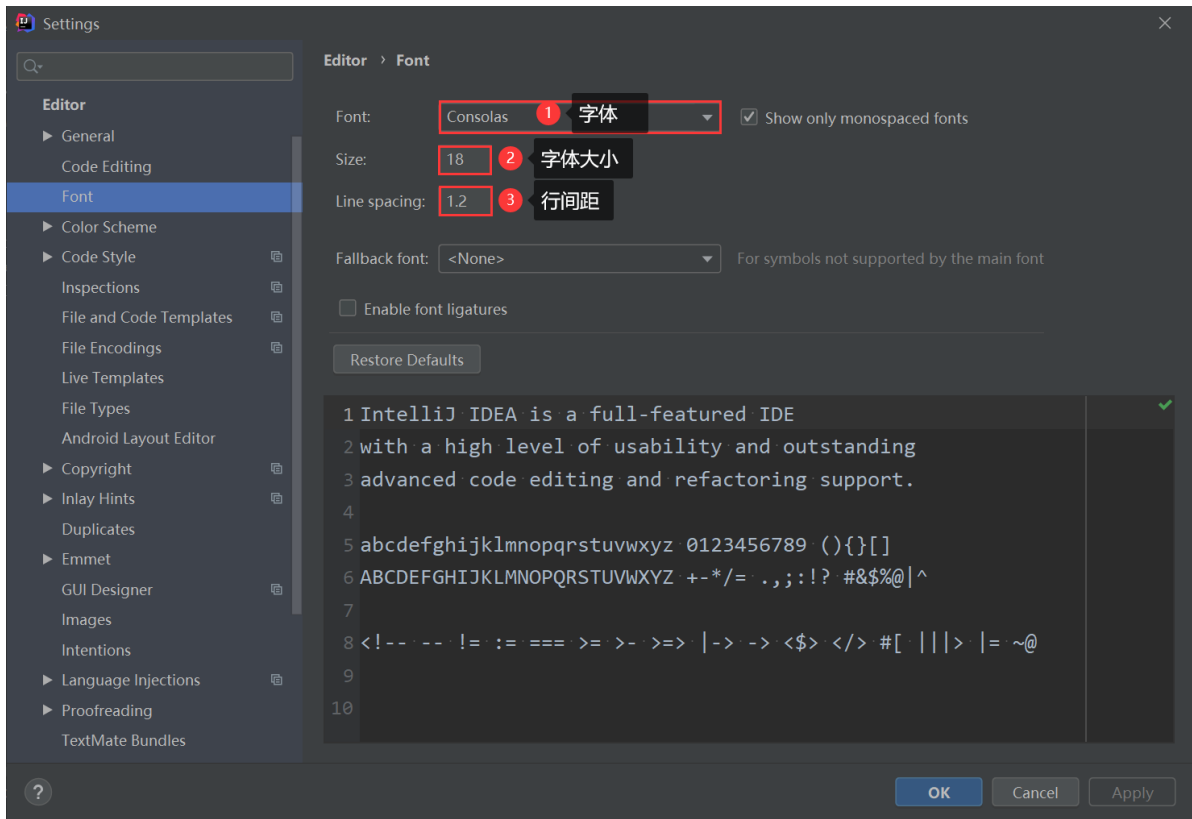 Settings
Editor › Font
Editor
General
Code Editing
Font
Color Scheme
Code Style
Inspections
File and Code Templates
File Encodings
Live Templates
File Types
Android Layout Editor
Copyright
Inlay Hints
Duplicates
Emmet
GUI Designer
Images
Intentions
Language Injections
Proofreading
TextMate Bundles
Font: Consolas 1 字体 Show only monospaced fonts
Size: 18 2 字体大小
Line spacing: 1.2 3 行间距
Fallback font: <None> For symbols not supported by the main font
Enable font ligatures
Restore Defaults
1 IntelliJ IDEA is a full-featured IDE
2 with a high level of usability and outstanding
3 advanced code editing and refactoring support.
4
5 abcdefghijklmnopqrstuvwxyz 0123456789 (){}[]
6 ABCDEFGHIJKLMNOPQRSTUVWXYZ +-*/= .,;:!? #&$%@|^
7
8 <!-- -- != := === >= >- >=> |-> -> <$> </> #[ |||> |= ~@
9
10
? OK Cancel Apply